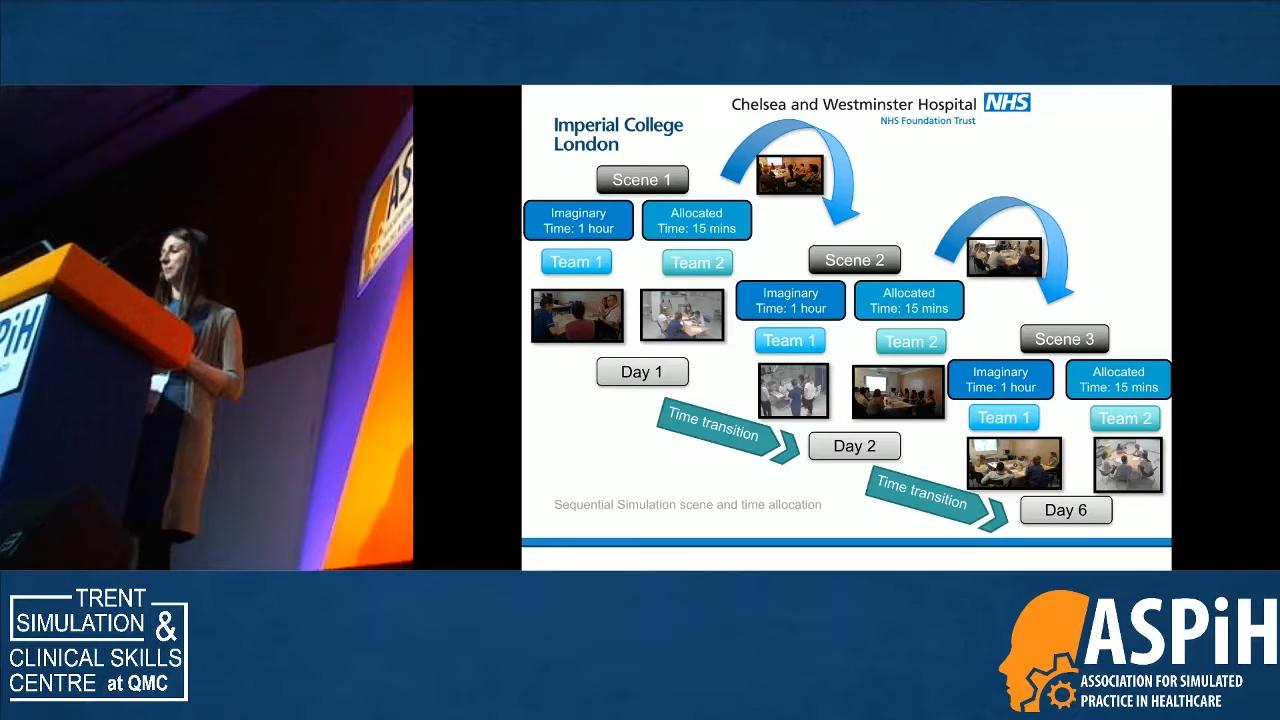 Chelsea and Westminster Hospital NHS
NHS Foundation Trust
Imperial College
London
Scene 1
Imaginary
Time: 1 hour
Allocated
Time: 15 mins
Team 1
Team 2
Day 1
Time transition
Scene 2
Imaginary
Time: 1 hour
Allocated
Time: 15 mins
Team 1
Team 2
Day 2
Time transition
Scene 3
Imaginary
Time: 1 hour
Allocated
Time: 15 mins
Team 1
Team 2
Day 6
Sequential Simulation scene and time allocation
PiH
AS
TRENT
SIMULATION &
CLINICAL SKILLS
CENTRE at QMC
ASPiH
ASSOCIATION FOR SIMULATED
PRACTICE IN HEALTHCARE